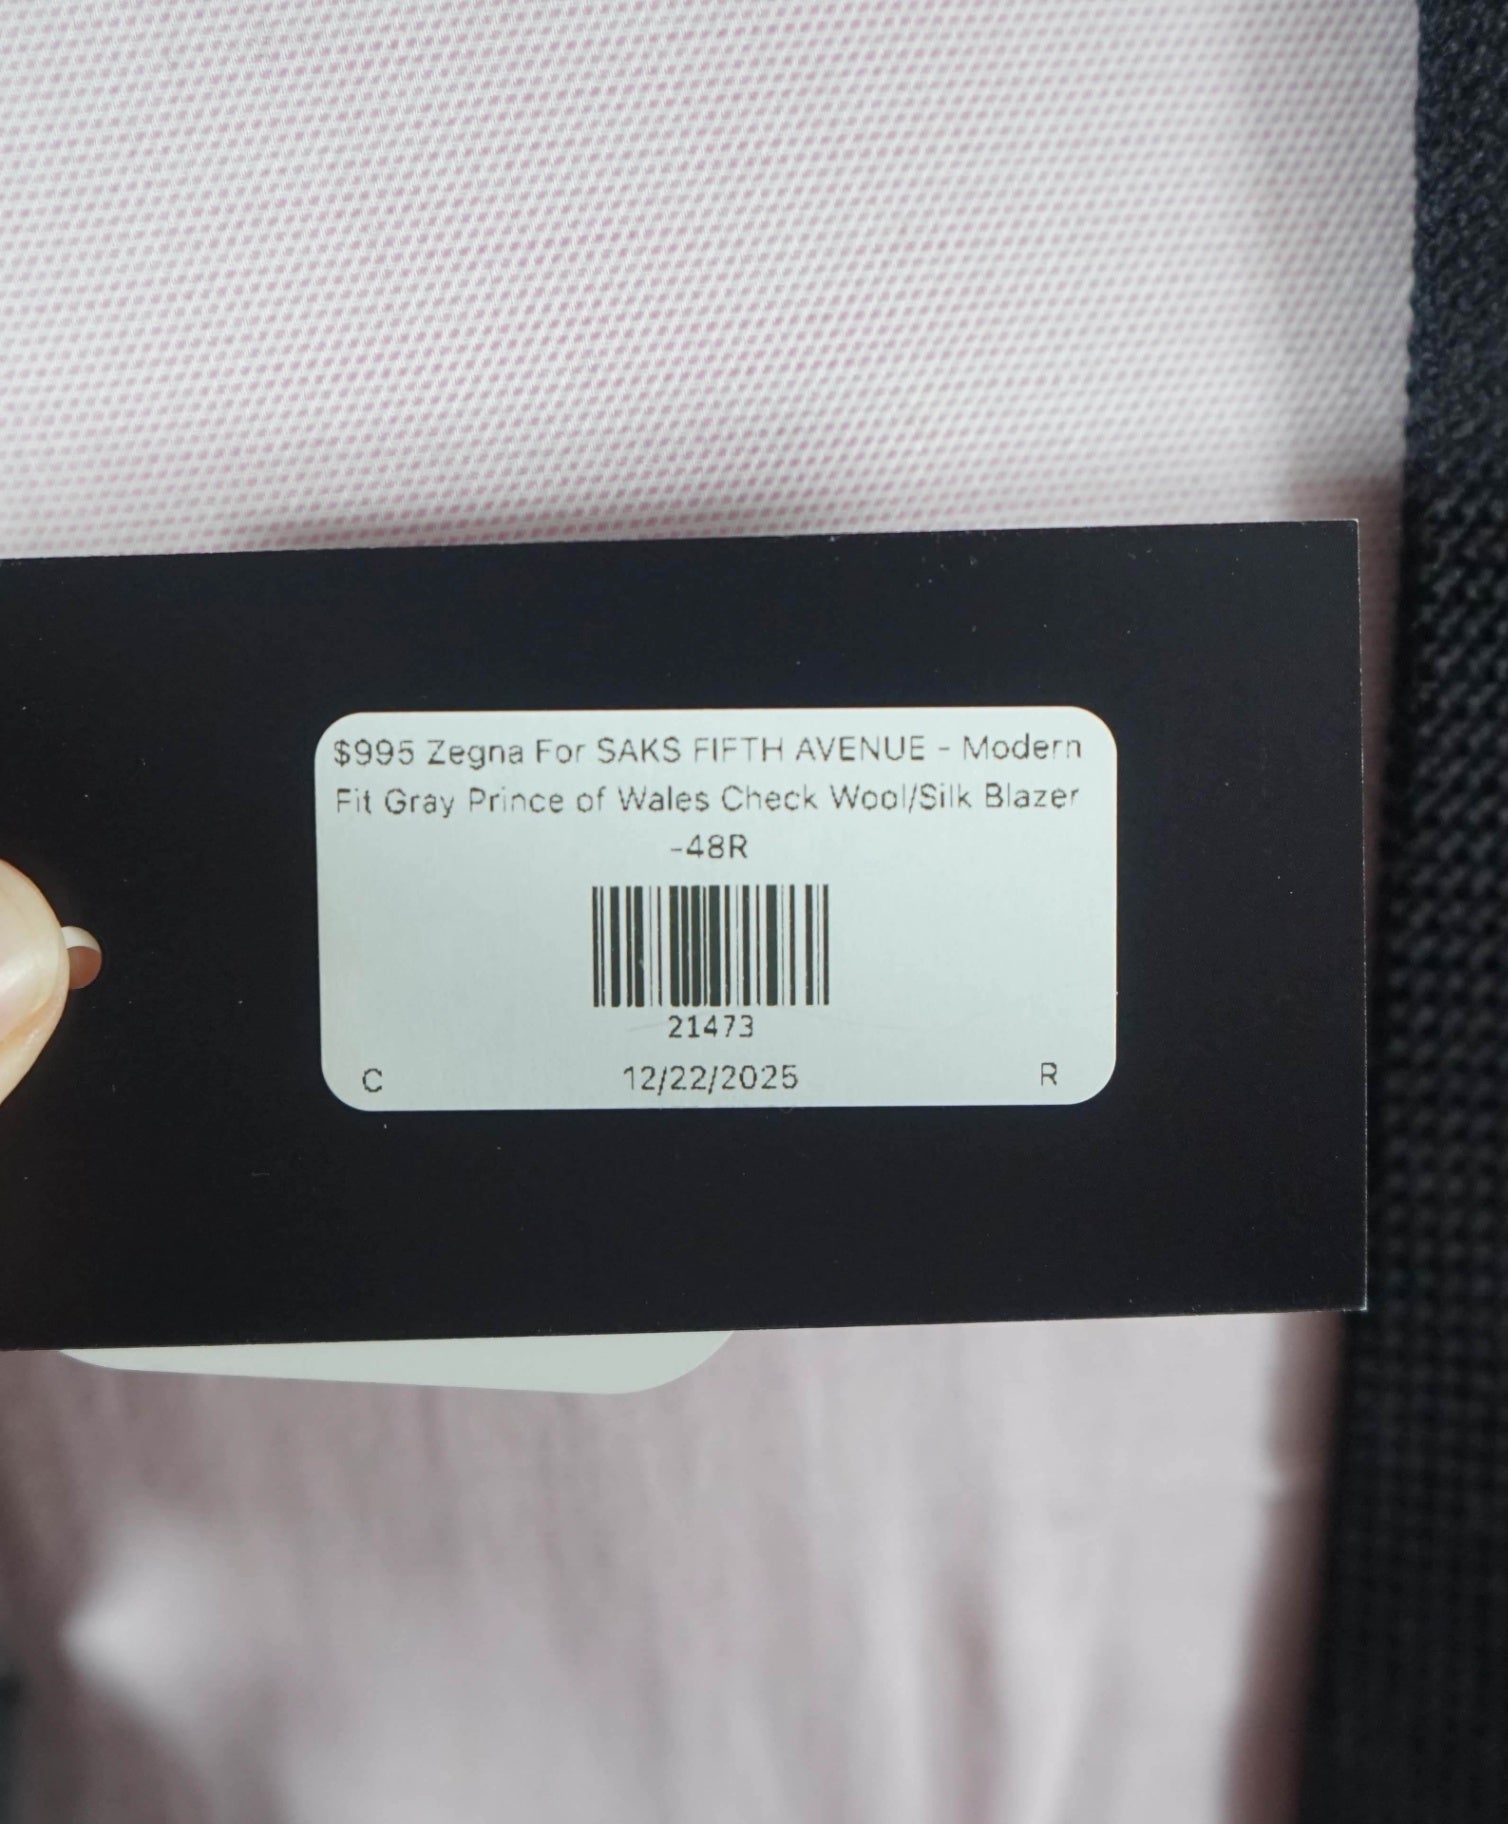 $995 Zegna For SAKS FIFTH AVENUE - Modern
Fit Gray Prince of Wales Check Wool/Silk Blazer
-48R
21473
C 12/22/2025 R